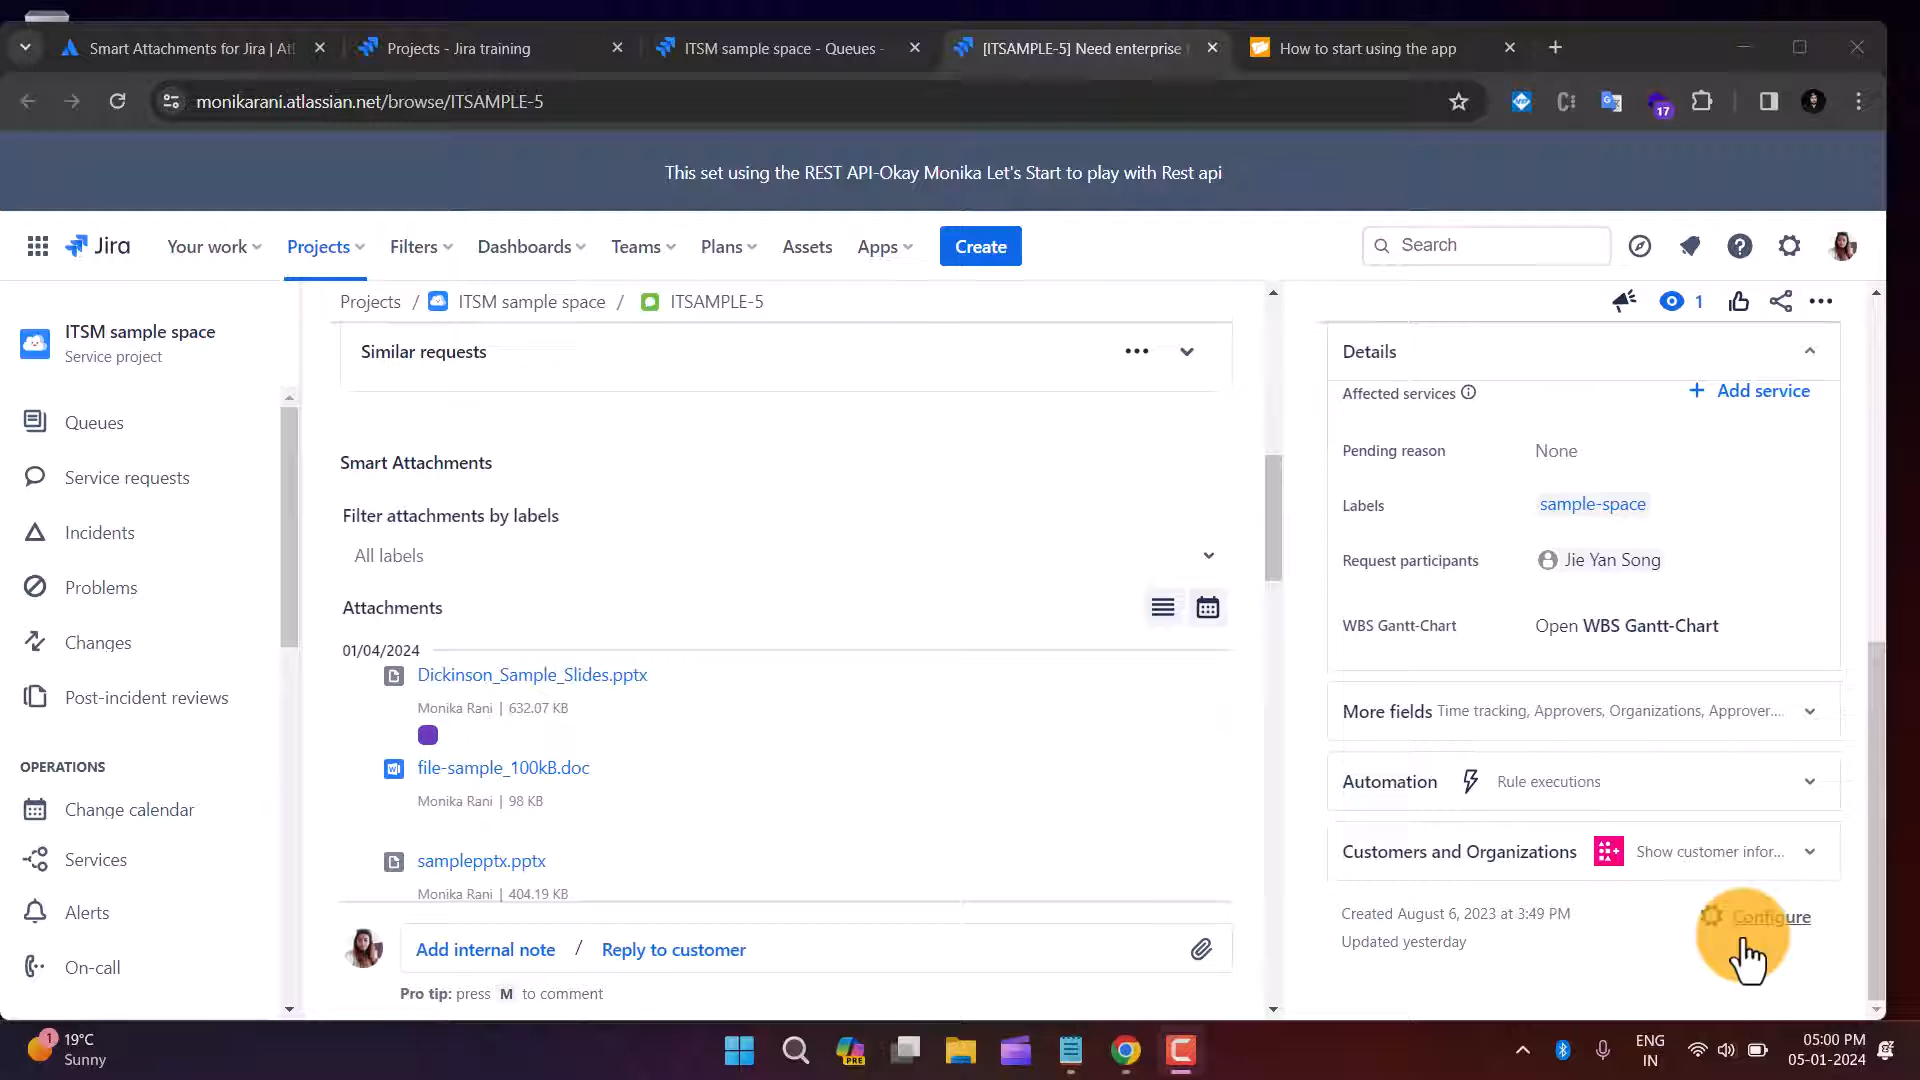 Smart Attachments for Jira | Atl
Projects - Jira training
ITSM sample space - Queues -
[ITSAMPLE-5] Need enterprise
How to start using the app
monikarani.atlassian.net/browse/ITSAMPLE-5
17
This set using the REST API-Okay Monika Let's Start to play with Rest api
Jira
Your work
Projects
Filters
Dashboards
Teams
Plans
Assets
Apps
Create
Search
Projects / ITSM sample space / ITSAMPLE-5
1
ITSM sample space
Service project
Queues
Service requests
Incidents
Problems
Changes
Post-incident reviews
OPERATIONS
Change calendar
Services
Alerts
On-call
Similar requests
Smart Attachments
Filter attachments by labels
All labels
Attachments
01/04/2024
Dickinson_Sample_Slides.pptx
Monika Rani | 632.07 KB
file-sample_100kB.doc
Monika Rani | 98 KB
samplepptx.pptx
Monika Rani | 404.19 KB
Add internal note / Reply to customer
Pro tip: press M to comment
Details
Affected services
Add service
Pending reason
None
Labels
sample-space
Request participants
Jie Yan Song
WBS Gantt-Chart
Open WBS Gantt-Chart
More fields Time tracking, Approvers, Organizations, Approver....
Automation Rule executions
Customers and Organizations Show customer infor...
Created August 6, 2023 at 3:49 PM
Configure
Updated yesterday
1
19°C
Sunny
PRE
ENG
IN
05:00 PM
05-01-2024